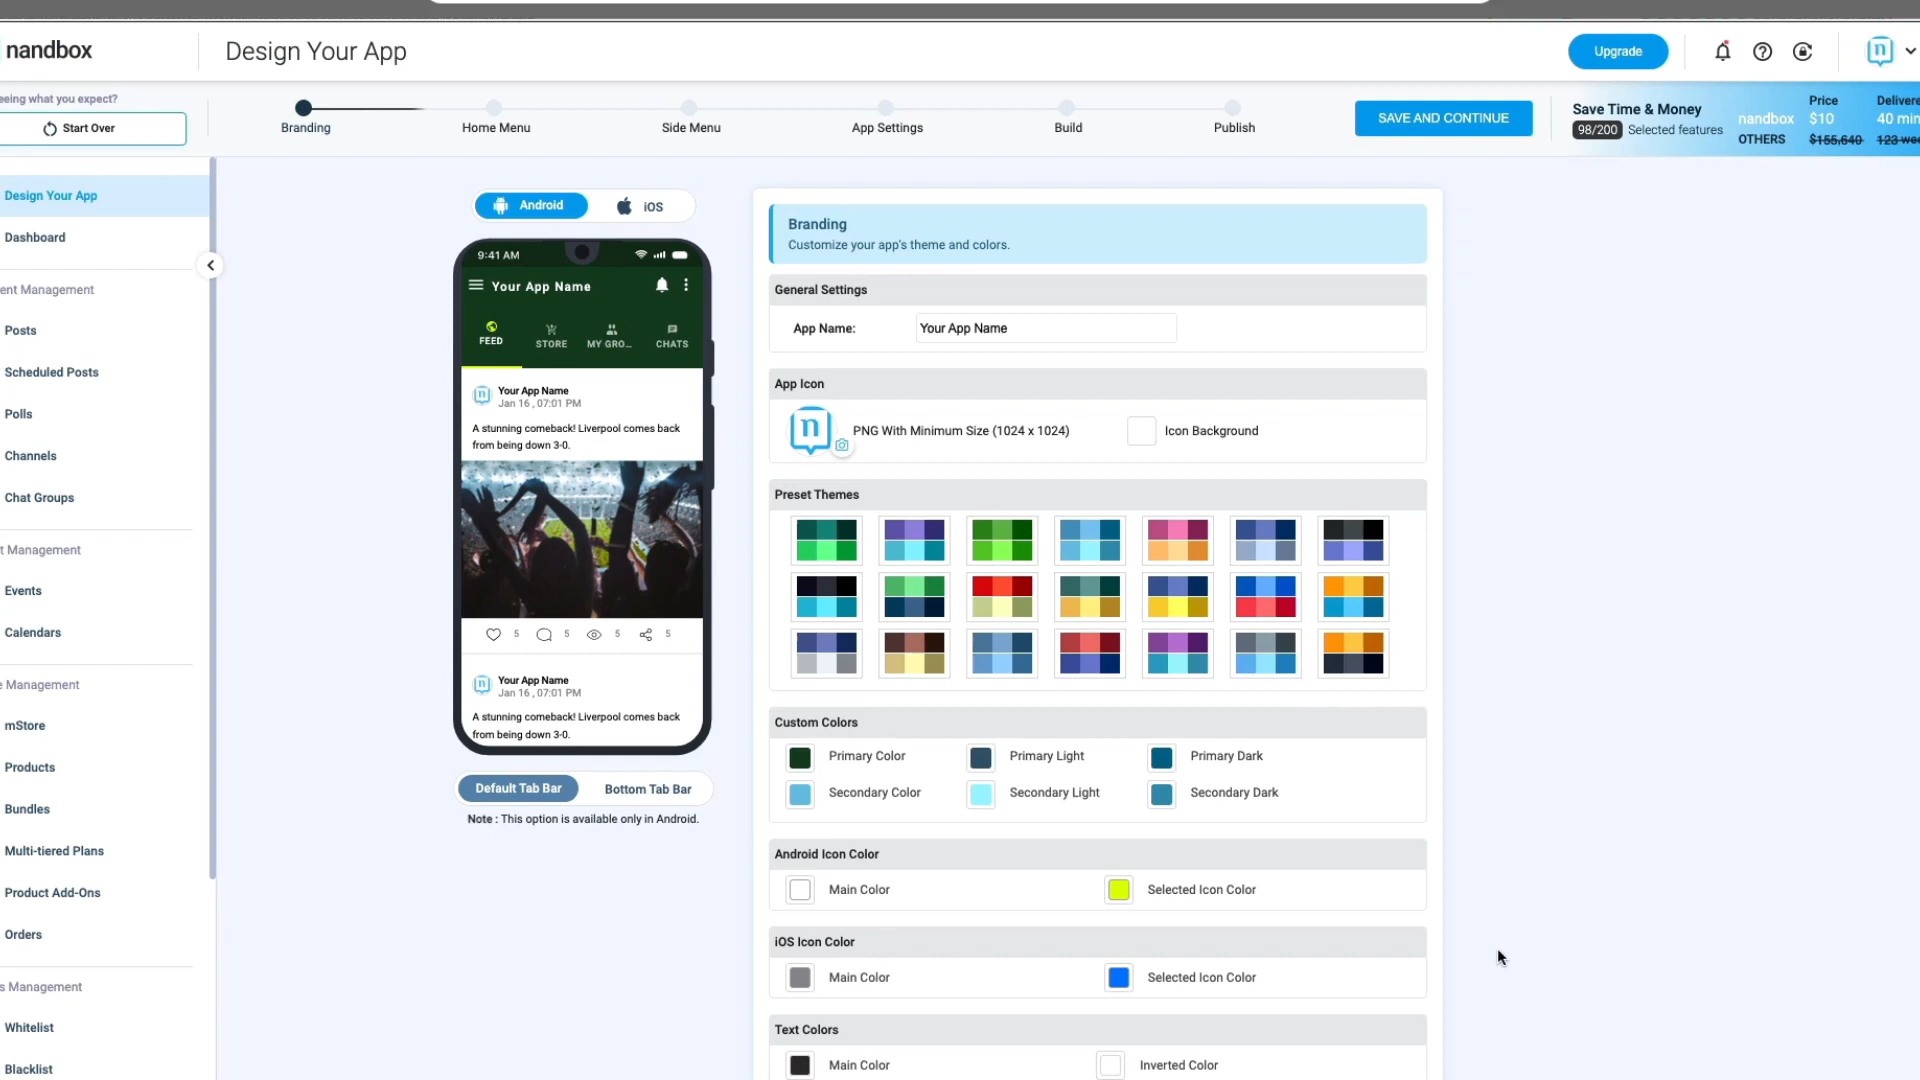 nandbox
Design Your App
Upgrade
eeing what you expect?
Start Over
Branding
Home Menu
Side Menu
App Settings
Build
Publish
SAVE AND CONTINUE
Save Time & Money
98/200 Selected features
Price
Delivere
nandbox
$10
40 min
OTHERS
$155,640
123 wee
Design Your App
Dashboard
ent Management
Posts
Scheduled Posts
Polls
Channels
Chat Groups
t Management
Events
Calendars
e Management
mStore
Products
Bundles
Multi-tiered Plans
Product Add-Ons
Orders
s Management
Whitelist
Blacklist
Android
iOS
9:41 AM
Your App Name
FEED
STORE
MY GRO...
CHATS
n
Your App Name
Jan 16 , 07:01 PM
A stunning comeback! Liverpool comes back
from being down 3-0.
5
5
5
5
n
Your App Name
Jan 16 , 07:01 PM
A stunning comeback! Liverpool comes back
from being down 3-0.
Default Tab Bar
Bottom Tab Bar
Note : This option is available only in Android.
Branding
Customize your app's theme and colors.
General Settings
App Name:
Your App Name
App Icon
n
PNG With Minimum Size (1024 x 1024)
Icon Background
Preset Themes
Custom Colors
Primary Color
Primary Light
Primary Dark
Secondary Color
Secondary Light
Secondary Dark
Android Icon Color
Main Color
Selected Icon Color
iOS Icon Color
Main Color
Selected Icon Color
Text Colors
Main Color
Inverted Color